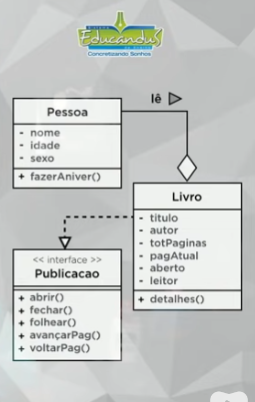 Educandus
Concretizando Sonhos
lê
Pessoa
- nome
- idade
- sexo
+ fazerAniver()
Livro
- titulo
- autor
- totPaginas
- pagAtual
- aberto
- leitor
+ detalhes()
<< interface >>
Publicacao
+ abrir()
+ fechar()
+ folhear()
+ avançarPag()
+ voltarPag()